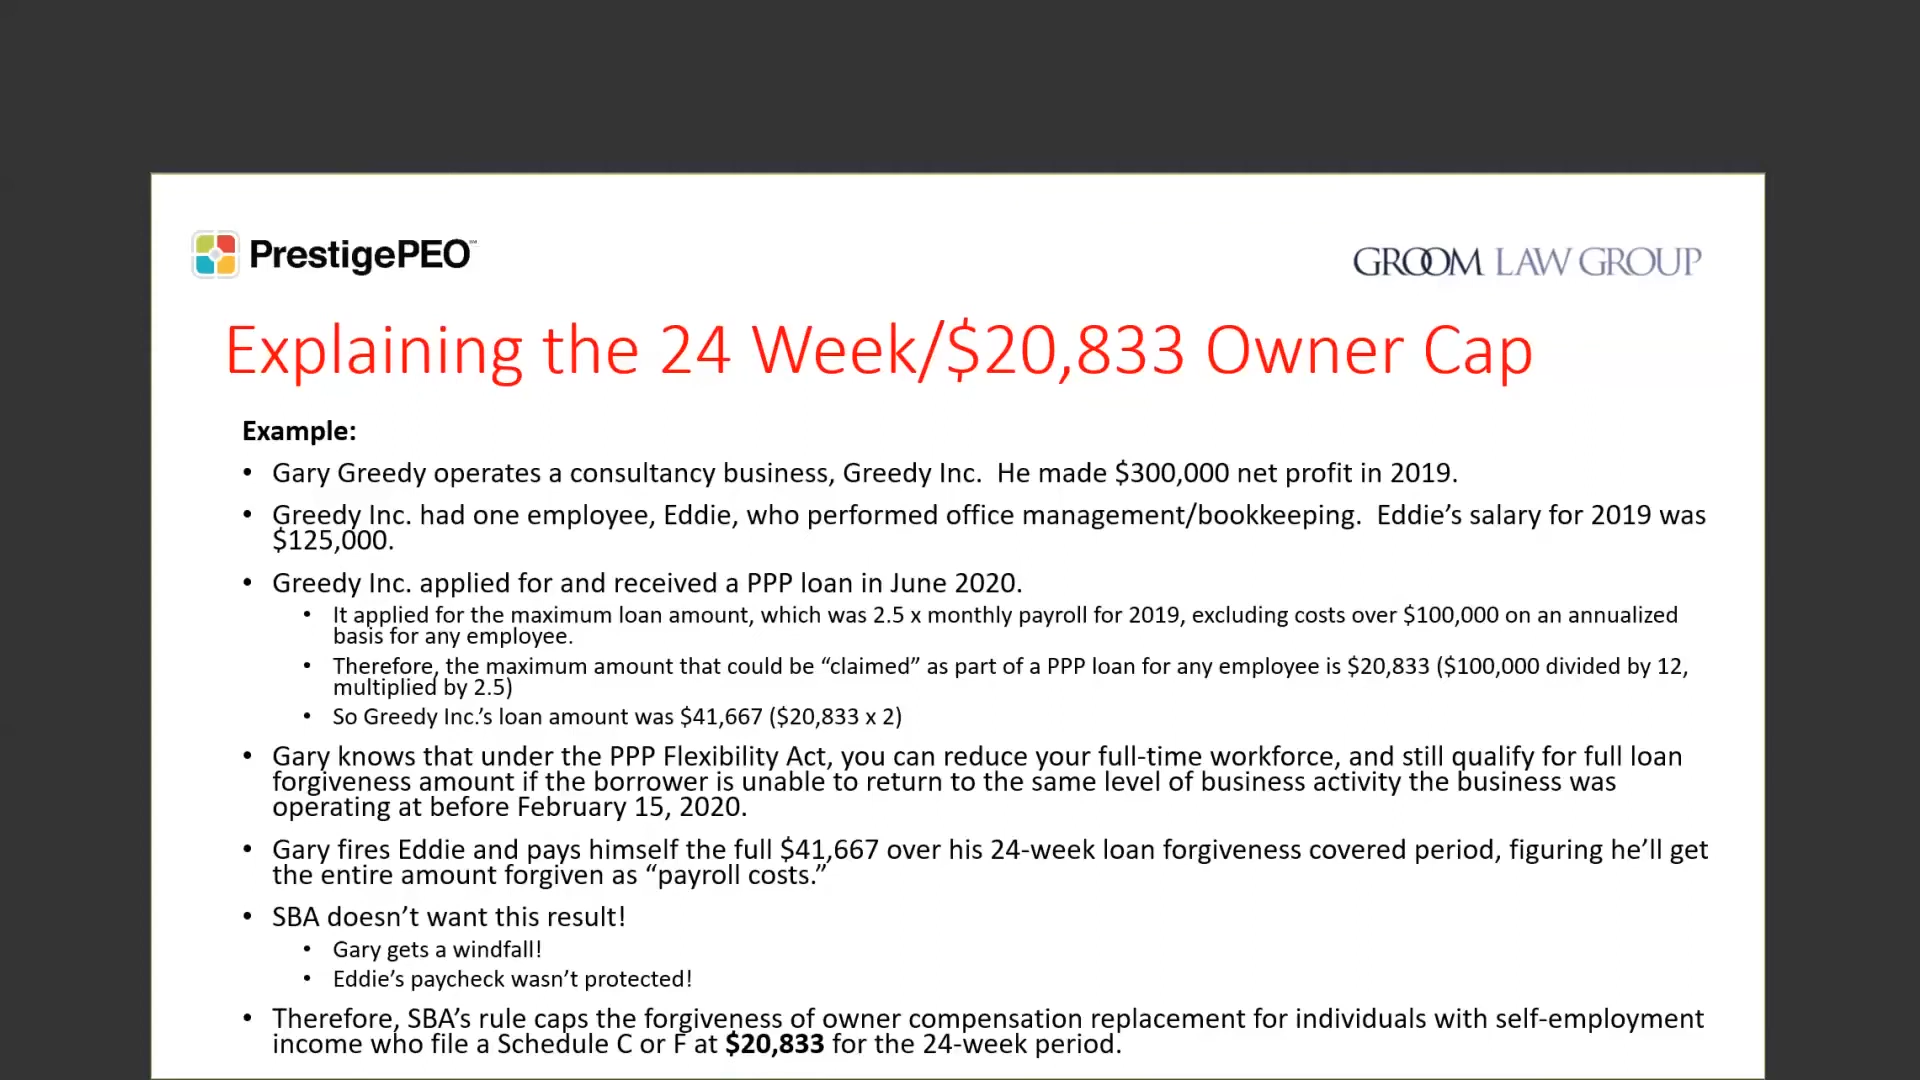 PrestigePEO™
GROOM LAW GROUP
Explaining the 24 Week/$20,833 Owner Cap
Example:
• Gary Greedy operates a consultancy business, Greedy Inc.  He made $300,000 net profit in 2019.
• Greedy Inc. had one employee, Eddie, who performed office management/bookkeeping.  Eddie’s salary for 2019 was
$125,000.
• Greedy Inc. applied for and received a PPP loan in June 2020.
• It applied for the maximum loan amount, which was 2.5 x monthly payroll for 2019, excluding costs over $100,000 on an annualized
basis for any employee.
• Therefore, the maximum amount that could be “claimed” as part of a PPP loan for any employee is $20,833 ($100,000 divided by 12,
multiplied by 2.5)
• So Greedy Inc.’s loan amount was $41,667 ($20,833 x 2)
• Gary knows that under the PPP Flexibility Act, you can reduce your full-time workforce, and still qualify for full loan
forgiveness amount if the borrower is unable to return to the same level of business activity the business was
operating at before February 15, 2020.
• Gary fires Eddie and pays himself the full $41,667 over his 24-week loan forgiveness covered period, figuring he’ll get
the entire amount forgiven as “payroll costs.”
• SBA doesn’t want this result!
• Gary gets a windfall!
• Eddie’s paycheck wasn’t protected!
• Therefore, SBA’s rule caps the forgiveness of owner compensation replacement for individuals with self-employment
income who file a Schedule C or F at $20,833 for the 24-week period.